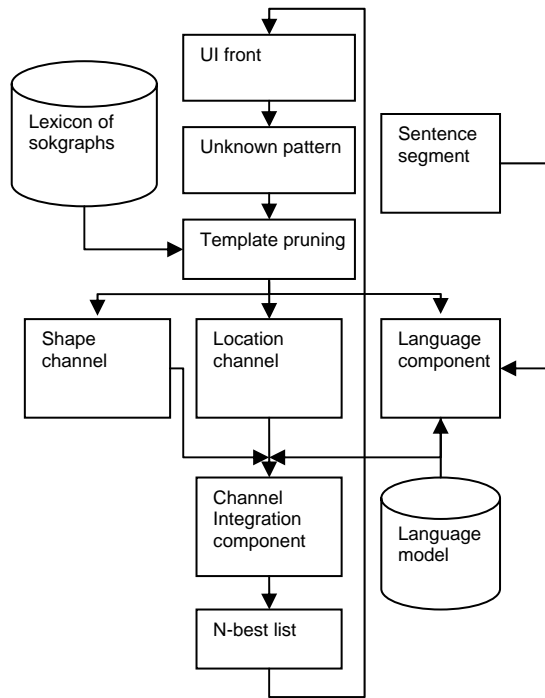 UI front
Lexicon of
sokgraphs
Unknown pattern
Sentence
segment
Template pruning
Shape
channel
Location
channel
Language
component
Channel
Integration
component
Language
model
N-best list